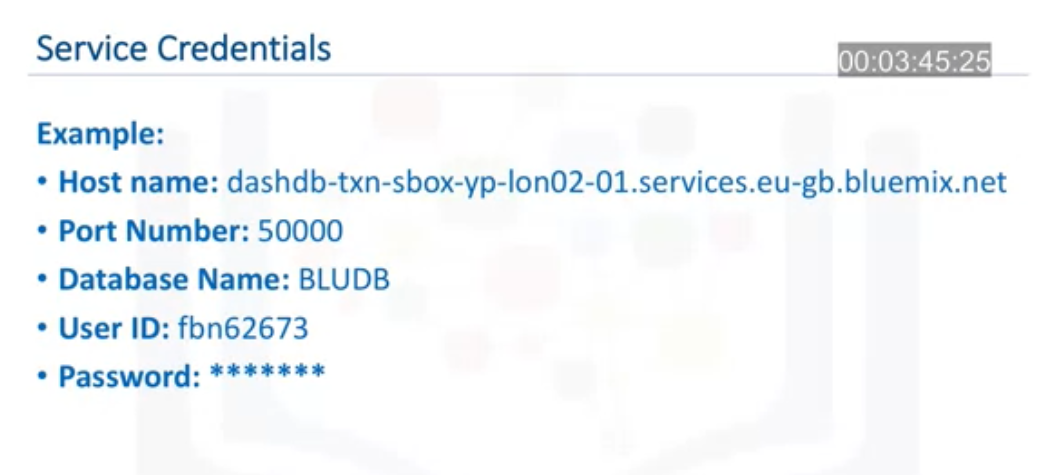 Service Credentials
00:03:45:25
Example:
• Host name: dashdb-txn-sbox-yp-lon02-01.services.eu-gb.bluemix.net
• Port Number: 50000
• Database Name: BLUDB
• User ID: fbn62673
• Password: *******